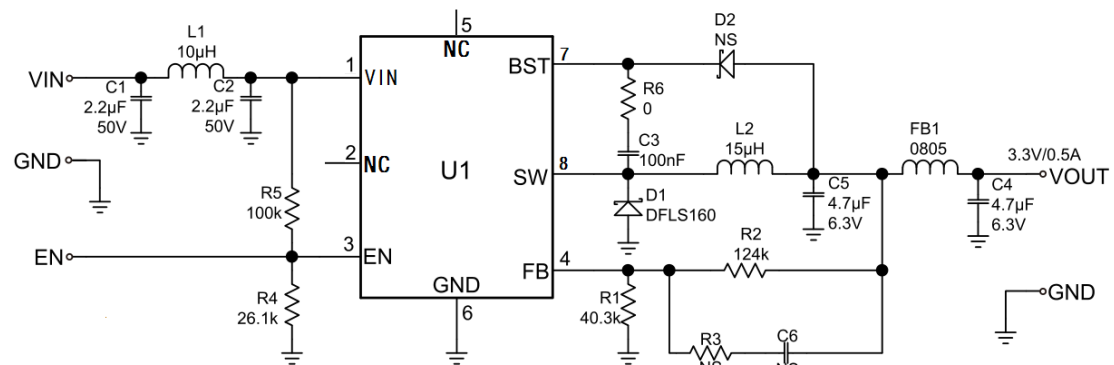 5
NC
L1
10µH
VIN
C1
2.2µF
50V
C2
2.2µF
50V
1
VIN
GND
2
NC
R5
100k
EN
3
EN
R4
26.1k
U1
GND
6
BST
7
D2
NS
R6
0
C3
100nF
SW
8
L2
15µH
D1
DFLS160
C5
4.7µF
6.3V
FB1
0805
3.3V/0.5A
VOUT
C4
4.7µF
6.3V
FB
4
R1
40.3k
R2
124k
R3
C6
GND